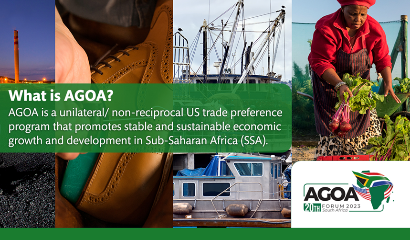 What is AGOA?
AGOA is a unilateral/ non-reciprocal US trade preference
program that promotes stable and sustainable economic
growth and development in Sub-Saharan Africa (SSA).
AGOA
20TH FORUM 2023
South Africa